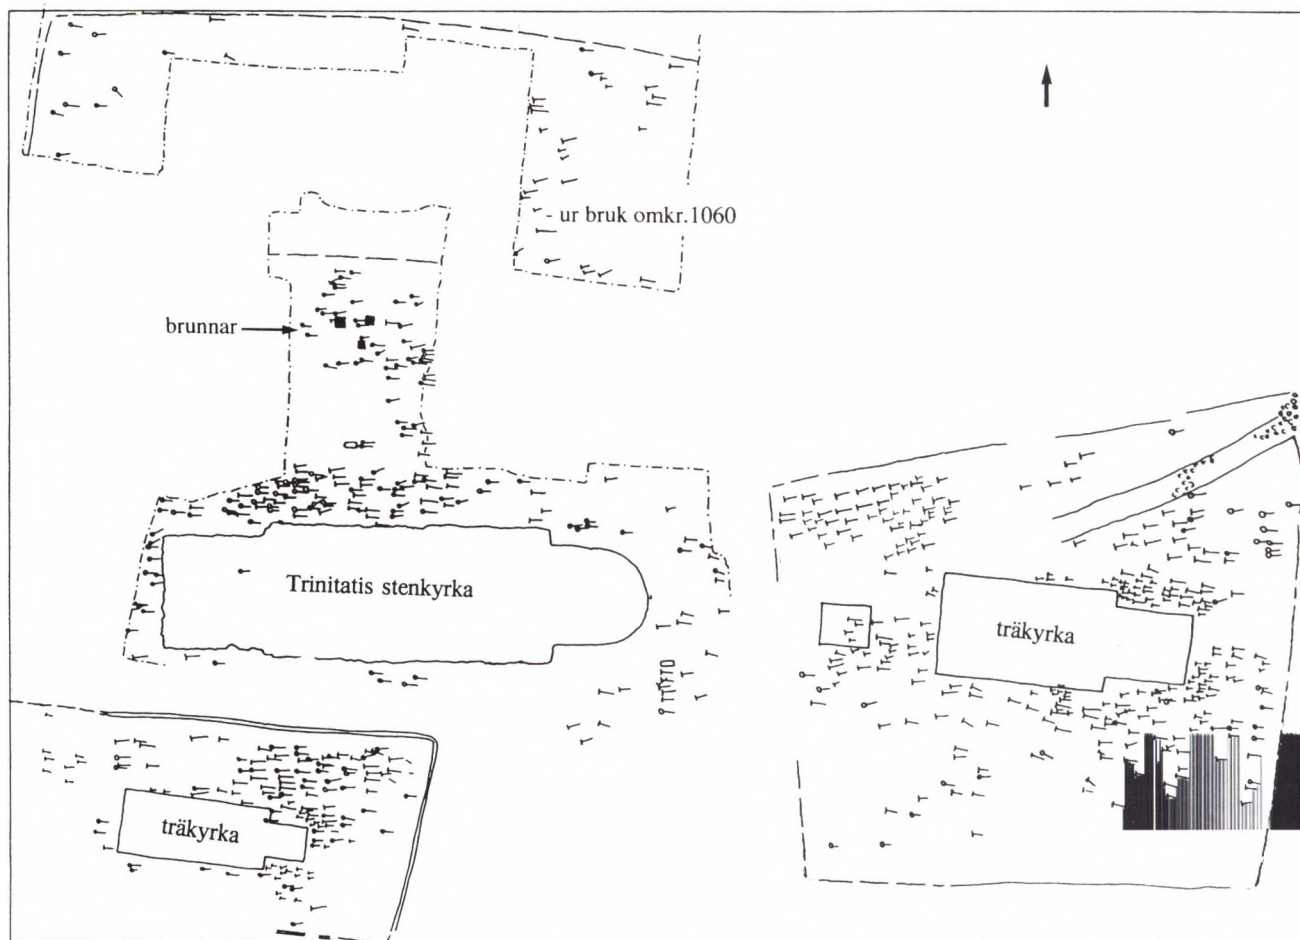 - ur bruk omkr.1060
brunnar
Trinitatis stenkyrka
träkyrka
träkyrka